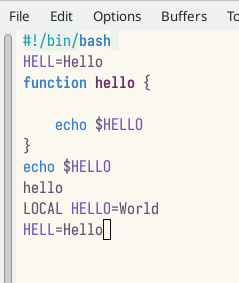 File Edit Options Buffers To
#!/bin/bash
HELL=Hello
function hello {

    echo $HELLO
}
echo $HELLO
hello
LOCAL HELLO=World
HELL=Hello